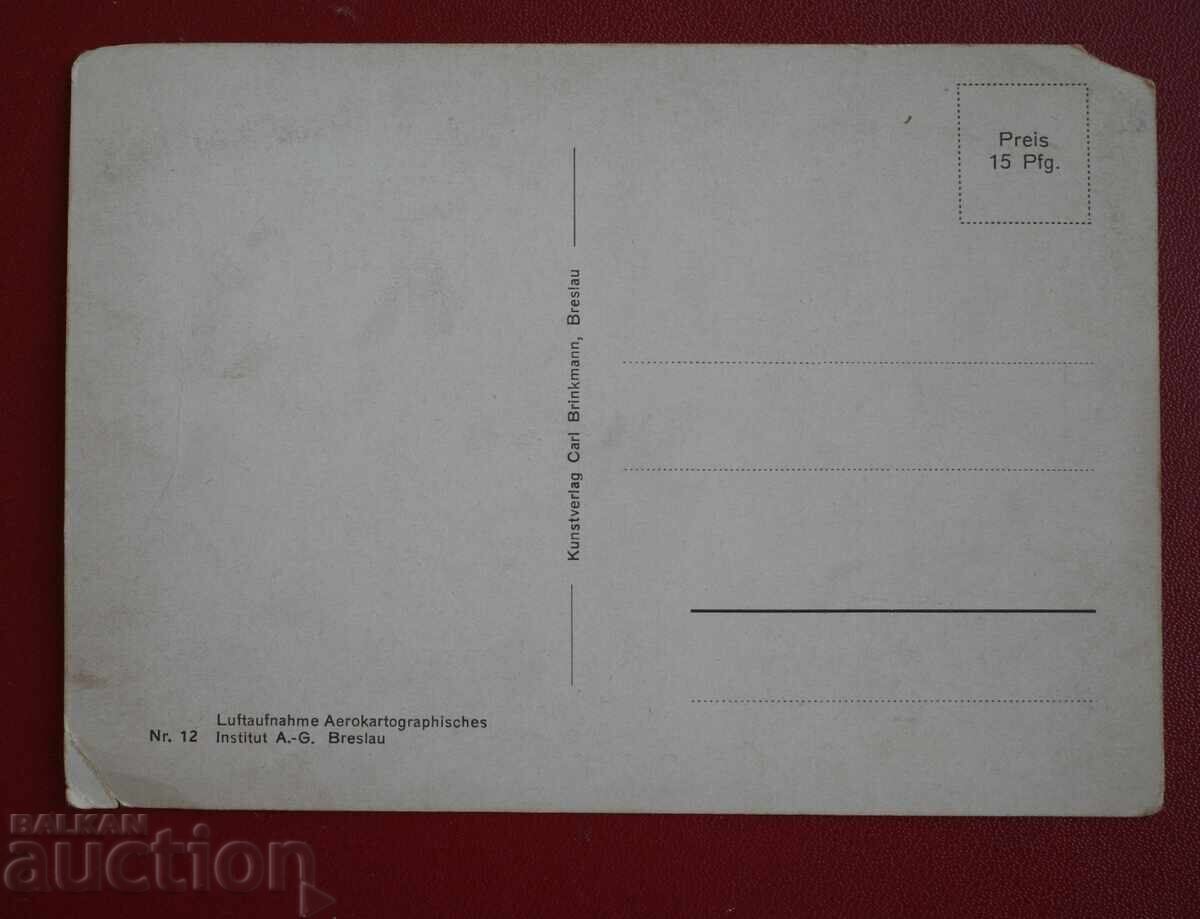 Preis
15 Pfg.
Kunstverlag Carl Brinkmann, Breslau
Luftaufnahme Aerokartographisches
Nr. 12 Institut A.-G. Breslau
BALKAN
auction